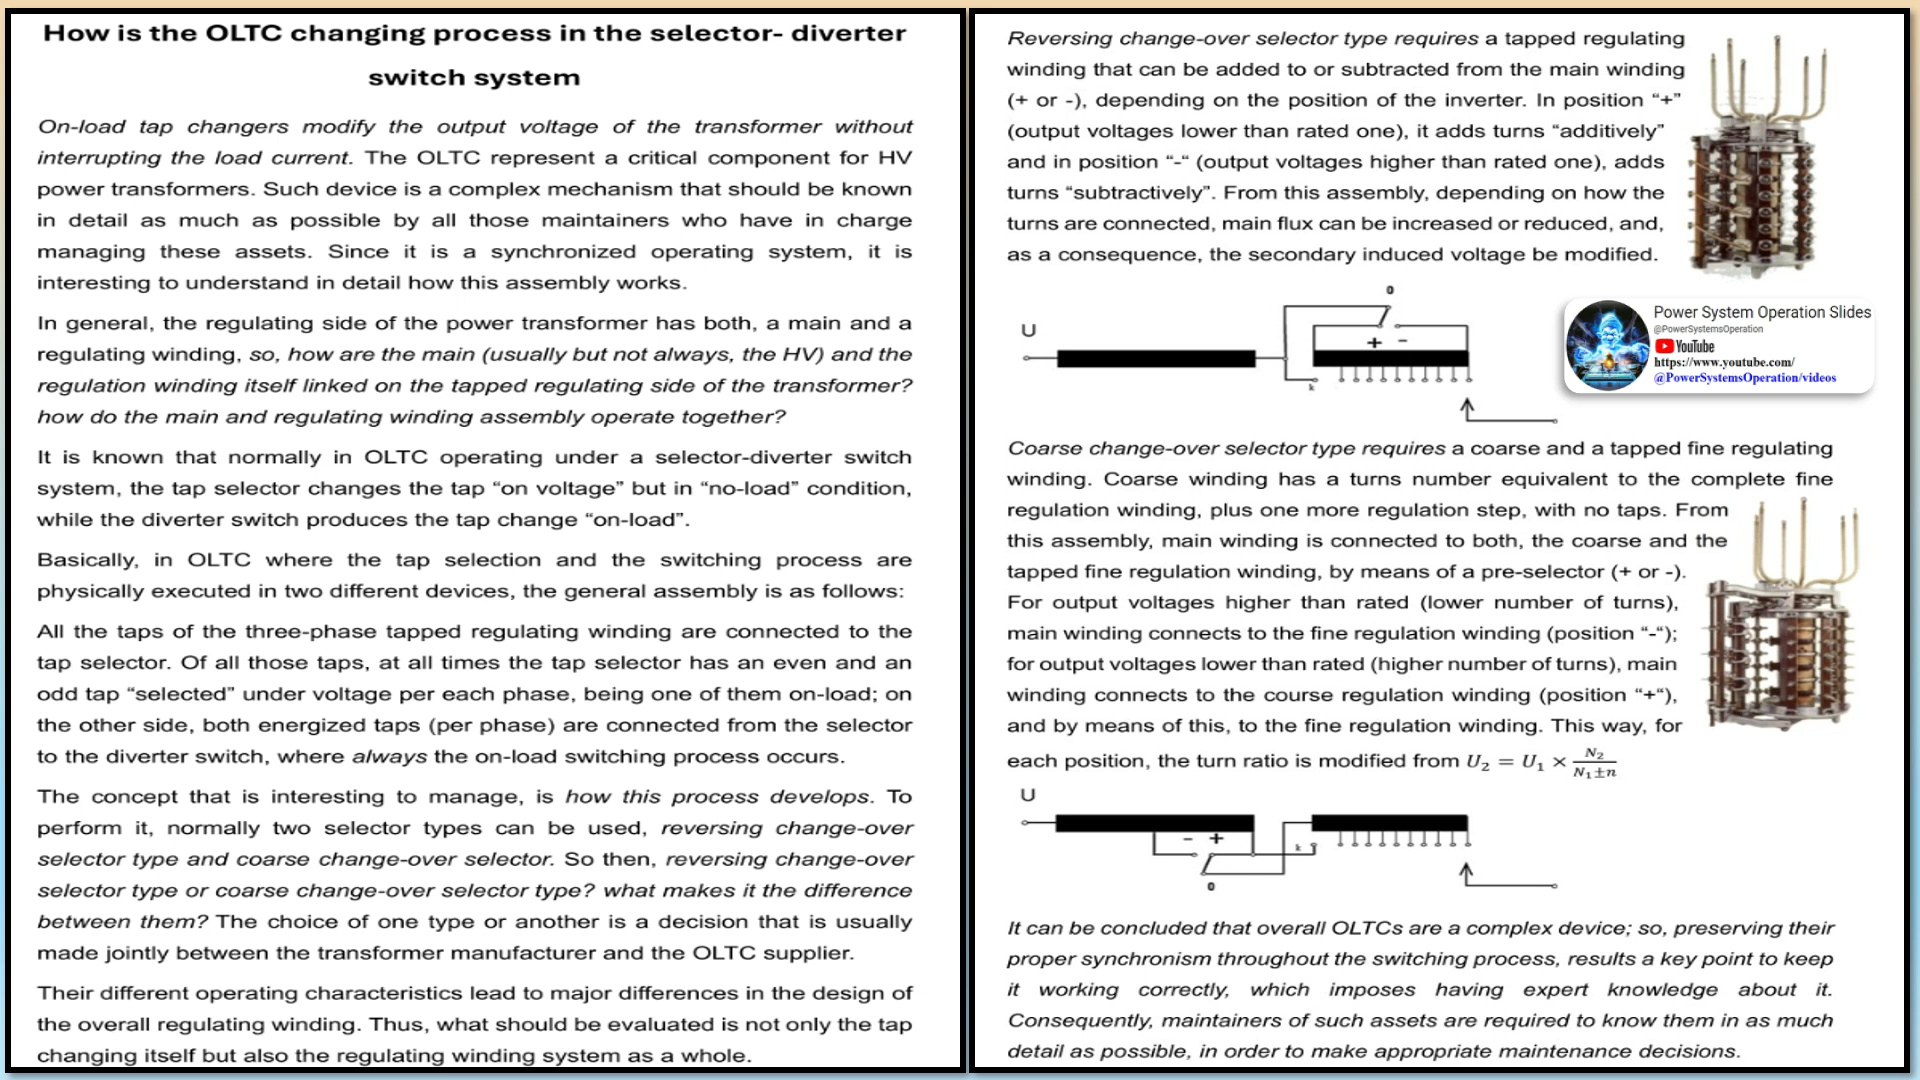 How is the OLTC changing process in the selector- diverter
switch system
On-load tap changers modify the output voltage of the transformer without
interrupting the load current. The OLTC represent a critical component for HV
power transformers. Such device is a complex mechanism that should be known
in detail as much as possible by all those maintainers who have in charge
managing these assets. Since it is a synchronized operating system, it is
interesting to understand in detail how this assembly works.
In general, the regulating side of the power transformer has both, a main and a
regulating winding, so, how are the main (usually but not always, the HV) and the
regulation winding itself linked on the tapped regulating side of the transformer?
how do the main and regulating winding assembly operate together?
It is known that normally in OLTC operating under a selector-diverter switch
system, the tap selector changes the tap “on voltage” but in “no-load” condition,
while the diverter switch produces the tap change “on-load”.
Basically, in OLTC where the tap selection and the switching process are
physically executed in two different devices, the general assembly is as follows:
All the taps of the three-phase tapped regulating winding are connected to the
tap selector. Of all those taps, at all times the tap selector has an even and an
odd tap “selected” under voltage per each phase, being one of them on-load; on
the other side, both energized taps (per phase) are connected from the selector
to the diverter switch, where always the on-load switching process occurs.
The concept that is interesting to manage, is how this process develops. To
perform it, normally two selector types can be used, reversing change-over
selector type and coarse change-over selector. So then, reversing change-over
selector type or coarse change-over selector type? what makes it the difference
between them? The choice of one type or another is a decision that is usually
made jointly between the transformer manufacturer and the OLTC supplier.
Their different operating characteristics lead to major differences in the design of
the overall regulating winding. Thus, what should be evaluated is not only the tap
changing itself but also the regulating winding system as a whole.
Reversing change-over selector type requires a tapped regulating
winding that can be added to or subtracted from the main winding
(+ or -), depending on the position of the inverter. In position “+”
(output voltages lower than rated one), it adds turns “additively”
and in position “-“ (output voltages higher than rated one), adds
turns “subtractively”. From this assembly, depending on how the
turns are connected, main flux can be increased or reduced, and,
as a consequence, the secondary induced voltage be modified.
0
U
+ -
k
Power System Operation Slides
@PowerSystemsOperation
YouTube
https://www.youtube.com/
@PowerSystemsOperation/videos
Coarse change-over selector type requires a coarse and a tapped fine regulating
winding. Coarse winding has a turns number equivalent to the complete fine
regulation winding, plus one more regulation step, with no taps. From
this assembly, main winding is connected to both, the coarse and the
tapped fine regulation winding, by means of a pre-selector (+ or -).
For output voltages higher than rated (lower number of turns),
main winding connects to the fine regulation winding (position “-“);
for output voltages lower than rated (higher number of turns), main
winding connects to the course regulation winding (position “+“),
and by means of this, to the fine regulation winding. This way, for
each position, the turn ratio is modified from U₂ = U₁ × N₂/(N₁±n)
U
- +
k
0
It can be concluded that overall OLTCs are a complex device; so, preserving their
proper synchronism throughout the switching process, results a key point to keep
it working correctly, which imposes having expert knowledge about it.
Consequently, maintainers of such assets are required to know them in as much
detail as possible, in order to make appropriate maintenance decisions.